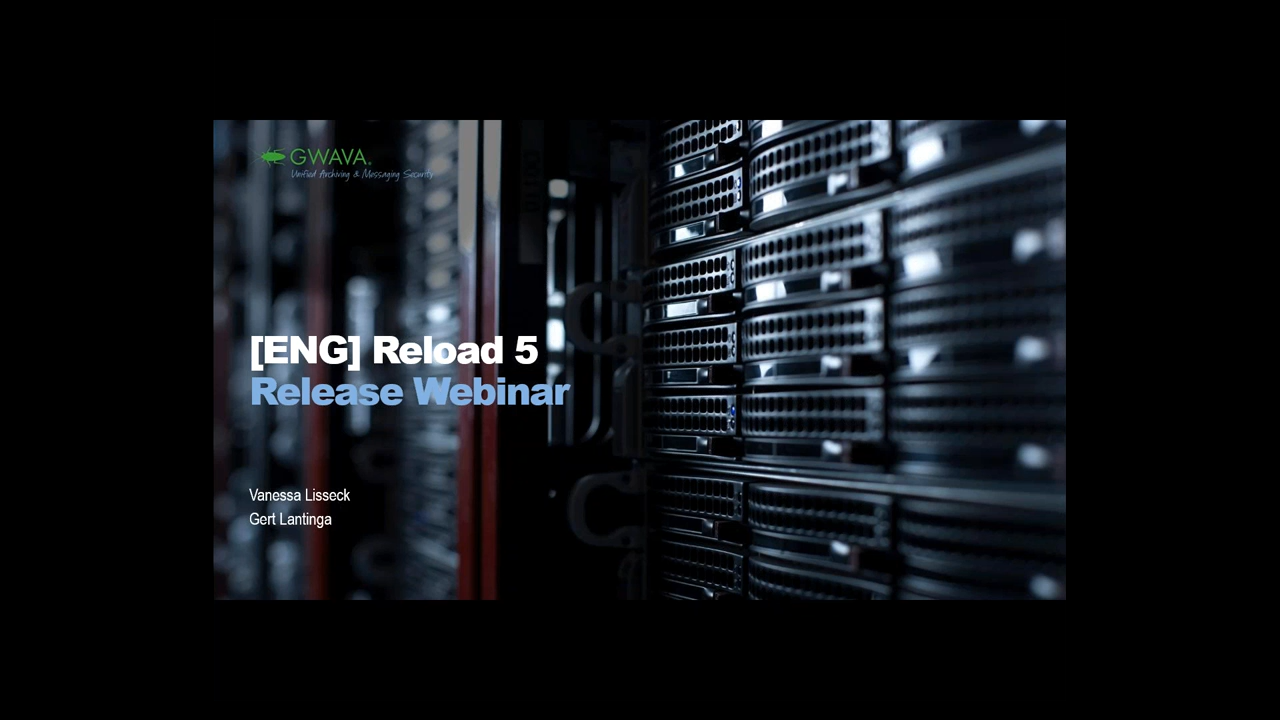 GWAVA®
Unified Archiving & Messaging Security
[ENG] Reload 5
Release Webinar
Vanessa Lisseck
Gert Lantinga